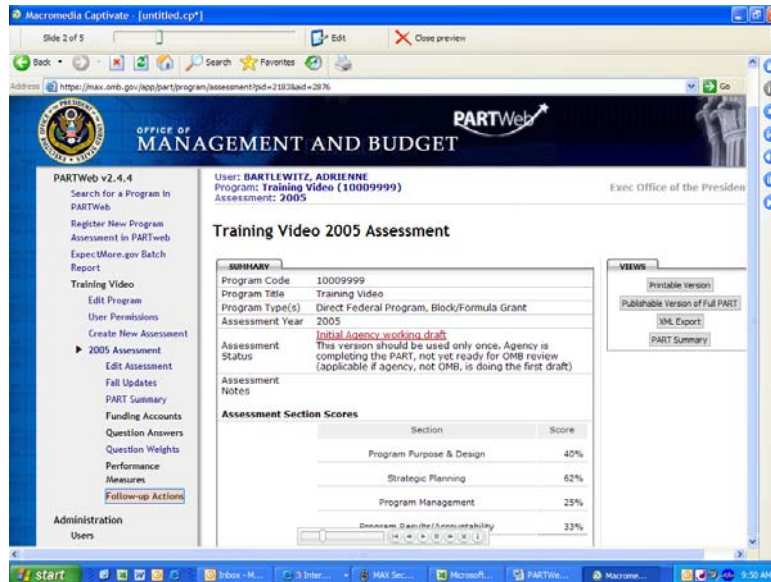 Macromedia Captivate - [untitled.cp*]
Slide 2 of 5
Edit
Close preview
Back
Search
Favorites
Address
https://max.omb.gov/app/part/program/assessment?pid=2183&aid=2876
Go
OFFICE OF
MANAGEMENT AND BUDGET
PARTWeb
PARTWeb v2.4.4
Search for a Program in
PARTWeb
Register New Program
Assessment in PARTweb
ExpectMore.gov Batch
Report
Training Video
Edit Program
User Permissions
Create New Assessment
2005 Assessment
Edit Assessment
Fall Updates
PART Summary
Funding Accounts
Question Answers
Question Weights
Performance
Measures
Follow-up Actions
Administration
Users
User: BARTLEWITZ, ADRIENNE
Program: Training Video (10009999)
Assessment: 2005
Exec Office of the Presiden
Training Video 2005 Assessment
SUMMARY
Program Code 10009999
Program Title Training Video
Program Type(s) Direct Federal Program, Block/Formula Grant
Assessment Year 2005
Assessment
Status
Initial Agency working draft
This version should be used only once. Agency is
completing the PART, not yet ready for OMB review
(applicable if agency, not OMB, is doing the first draft)
Assessment
Notes
Assessment Section Scores
Section Score
Program Purpose & Design 40%
Strategic Planning 62%
Program Management 25%
Program Results/Accountability 33%
VIEWS
Printable Version
Publishable Version of Full PART
XML Export
PART Summary
start
Inbox - M...
3 Inter...
MAX Sec...
Microsoft...
PARTWe...
Macrome...
9:50 AM